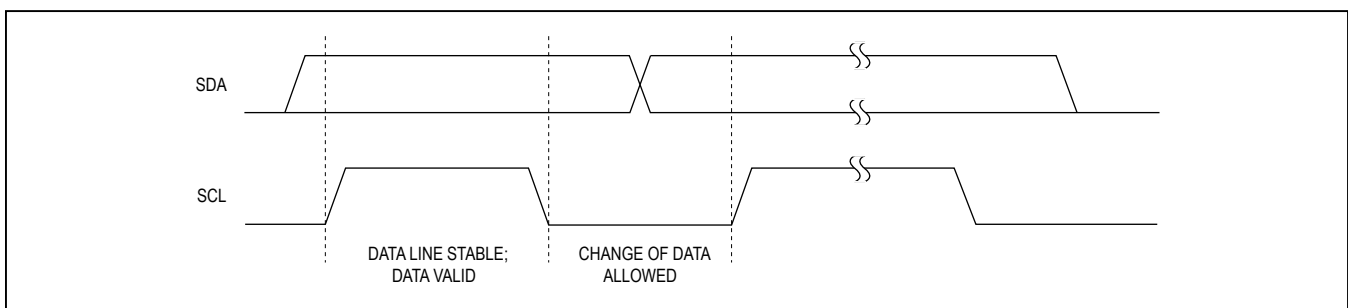 SDA
SCL
DATA LINE STABLE;
DATA VALID
CHANGE OF DATA
ALLOWED